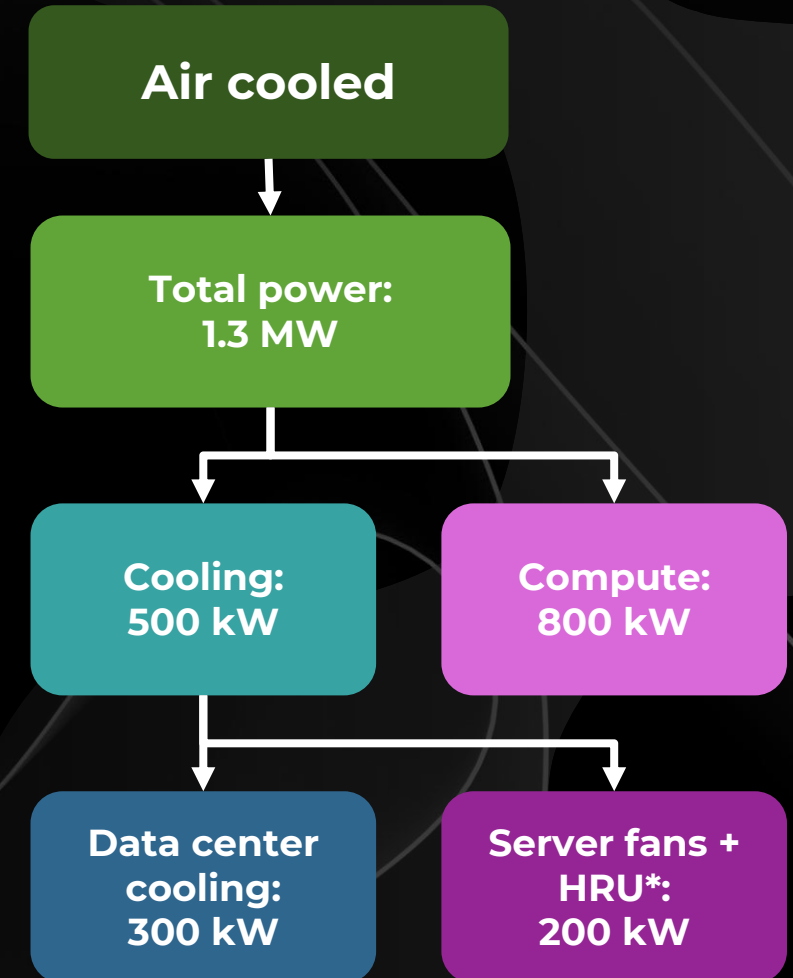 Air cooled
Total power:
1.3 MW
Cooling:
500 kW
Compute:
800 kW
Data center
cooling:
300 kW
Server fans +
HRU*:
200 kW